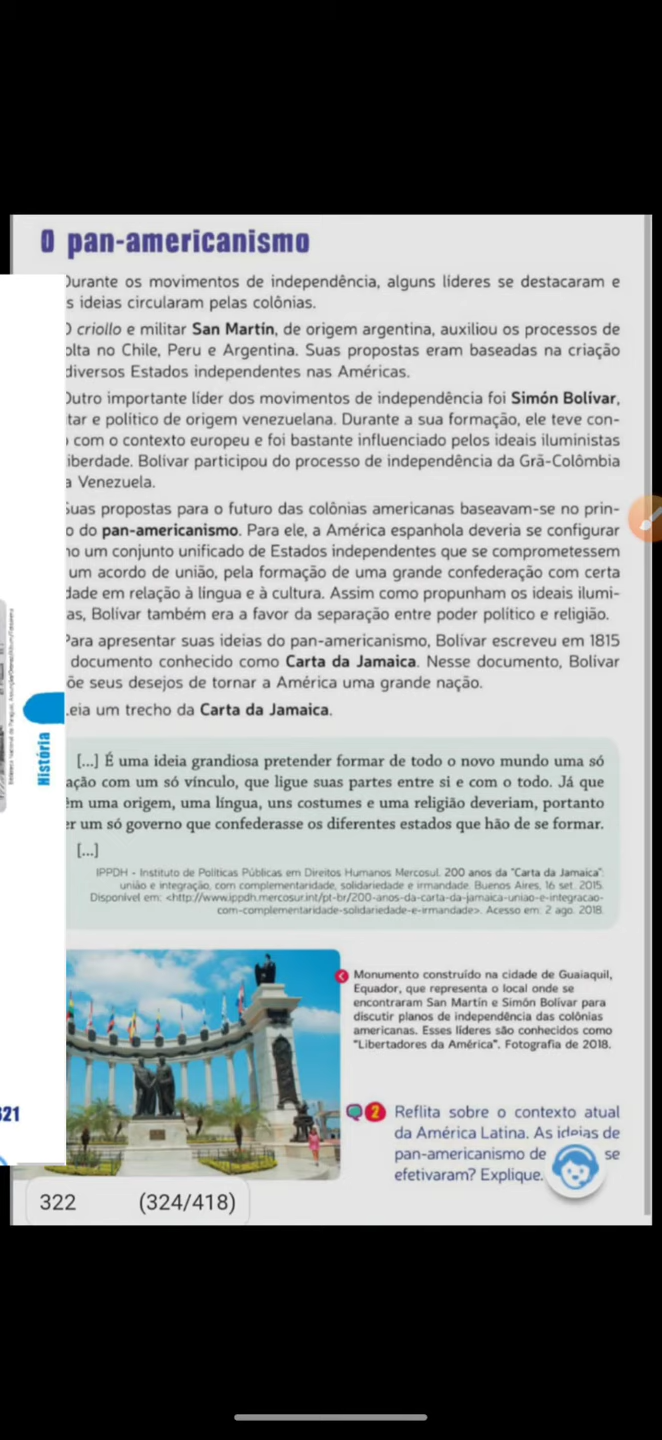 O pan-americanismo
Durante os movimentos de independência, alguns líderes se destacaram e
s ideias circularam pelas colônias.
O criollo e militar San Martín, de origem argentina, auxiliou os processos de
olta no Chile, Peru e Argentina. Suas propostas eram baseadas na criação
diversos Estados independentes nas Américas.
Outro importante líder dos movimentos de independência foi Simón Bolívar,
tar e político de origem venezuelana. Durante a sua formação, ele teve con-
com o contexto europeu e foi bastante influenciado pelos ideais iluministas
iberdade. Bolívar participou do processo de independência da Grã-Colômbia
a Venezuela.
Suas propostas para o futuro das colônias americanas baseavam-se no prin-
o do pan-americanismo. Para ele, a América espanhola deveria se configurar
no um conjunto unificado de Estados independentes que se comprometessem
um acordo de união, pela formação de uma grande confederação com certa
dade em relação à língua e à cultura. Assim como propunham os ideais ilumi-
as, Bolívar também era a favor da separação entre poder político e religião.
Para apresentar suas ideias do pan-americanismo, Bolívar escreveu em 1815
documento conhecido como Carta da Jamaica. Nesse documento, Bolívar
õe seus desejos de tornar a América uma grande nação.
Leia um trecho da Carta da Jamaica.
História
[...] É uma ideia grandiosa pretender formar de todo o novo mundo uma só
ação com um só vínculo, que ligue suas partes entre si e com o todo. Já que
êm uma origem, uma língua, uns costumes e uma religião deveriam, portanto
er um só governo que confederasse os diferentes estados que hão de se formar.
[...]
IPPDH - Instituto de Políticas Públicas em Direitos Humanos Mercosul. 200 anos da "Carta da Jamaica":
união e integração, com complementaridade, solidariedade e irmandade. Buenos Aires, 16 set. 2015.
Disponível em: <http://www.ippdh.mercosur.int/pt-br/200-anos-da-carta-da-jamaica-uniao-e-integracao-
com-complementaridade-solidariedade-e-irmandade>. Acesso em: 2 ago. 2018.
Monumento construído na cidade de Guaiaquil,
Equador, que representa o local onde se
encontraram San Martín e Simón Bolívar para
discutir planos de independência das colônias
americanas. Esses líderes são conhecidos como
"Libertadores da América". Fotografia de 2018.
321
2 Reflita sobre o contexto atual
da América Latina. As ideias de
pan-americanismo de se
efetivaram? Explique.
322 (324/418)